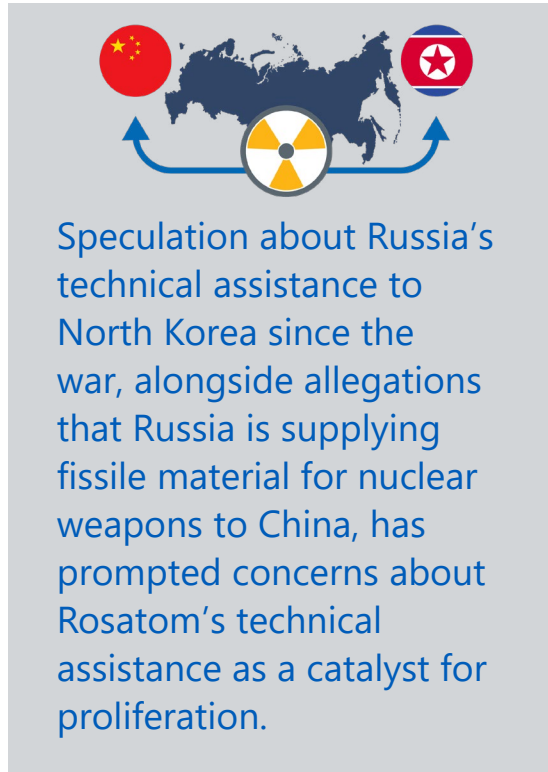 Speculation about Russia’s
technical assistance to
North Korea since the
war, alongside allegations
that Russia is supplying
fissile material for nuclear
weapons to China, has
prompted concerns about
Rosatom’s technical
assistance as a catalyst for
proliferation.